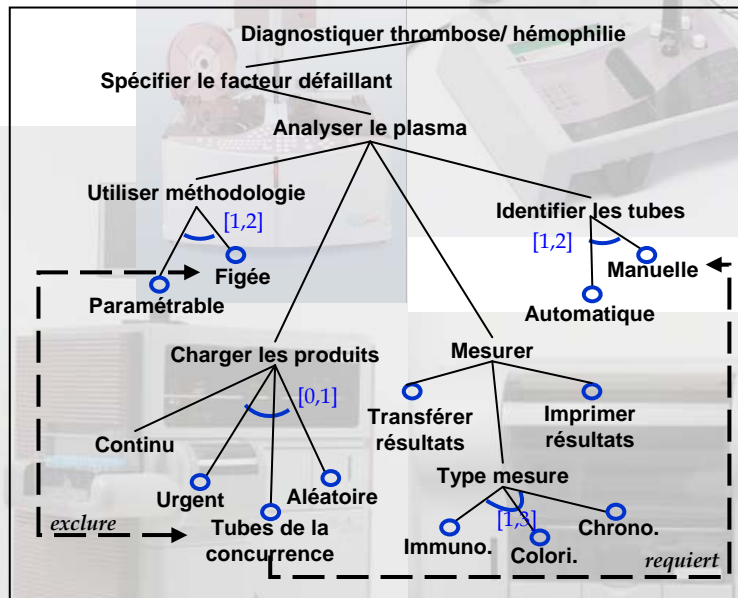 Diagnostiquer thrombose/ hémophilie
Spécifier le facteur défaillant
Analyser le plasma
Utiliser méthodologie
[1,2]
Figée
Paramétrable
Identifier les tubes
[1,2]
Manuelle
Automatique
Charger les produits
[0,1]
Continu
Urgent
Aléatoire
Tubes de la
concurrence
exclure
Mesurer
Transférer
résultats
Imprimer
résultats
Type mesure
[1,3]
Immuno.
Colori.
Chrono.
requiert